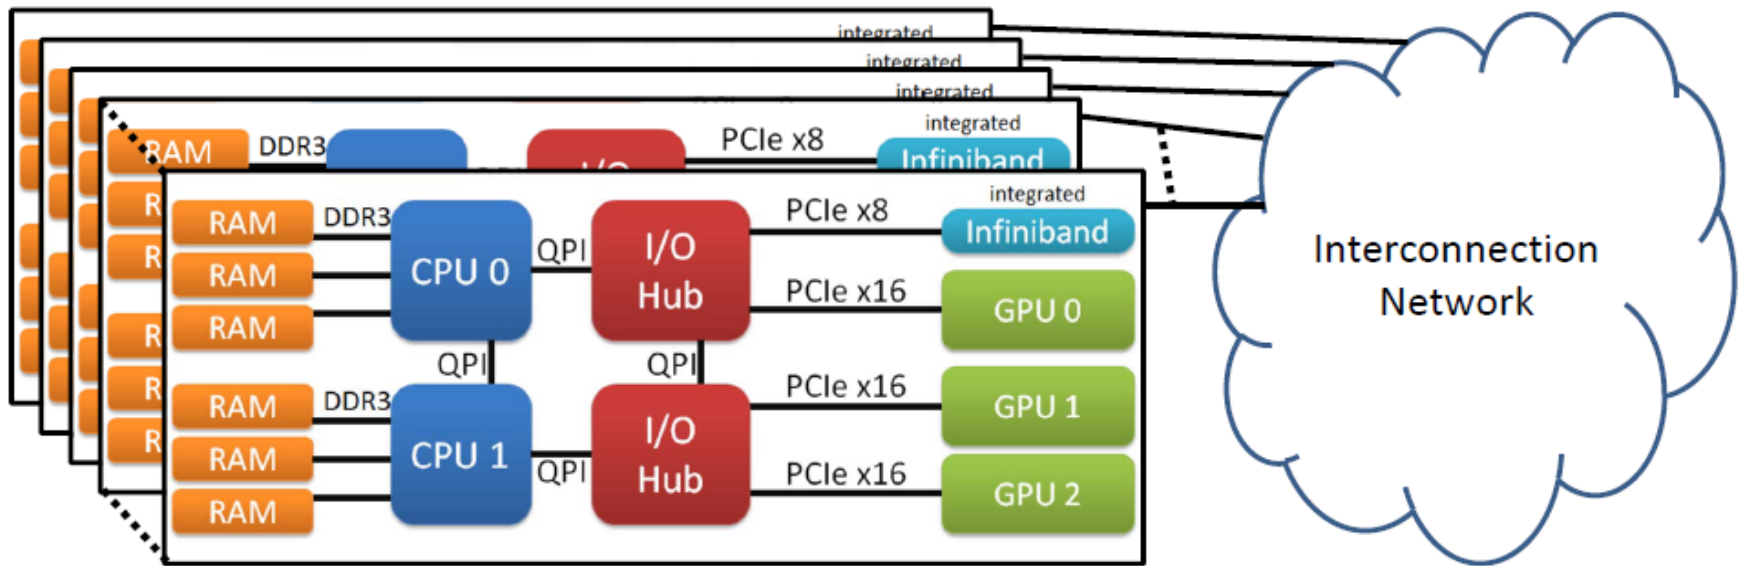 integrated
integrated
integrated
integrated
RAM
DDR3
I/O
PCIe x8
Infiniband
R
R
R
R
R
integrated
RAM
DDR3
CPU 0
QPI
I/O
Hub
PCIe x8
Infiniband
RAM
RAM
PCIe x16
GPU 0
QPI
QPI
RAM
DDR3
CPU 1
QPI
I/O
Hub
PCIe x16
GPU 1
RAM
RAM
PCIe x16
GPU 2
Interconnection
Network